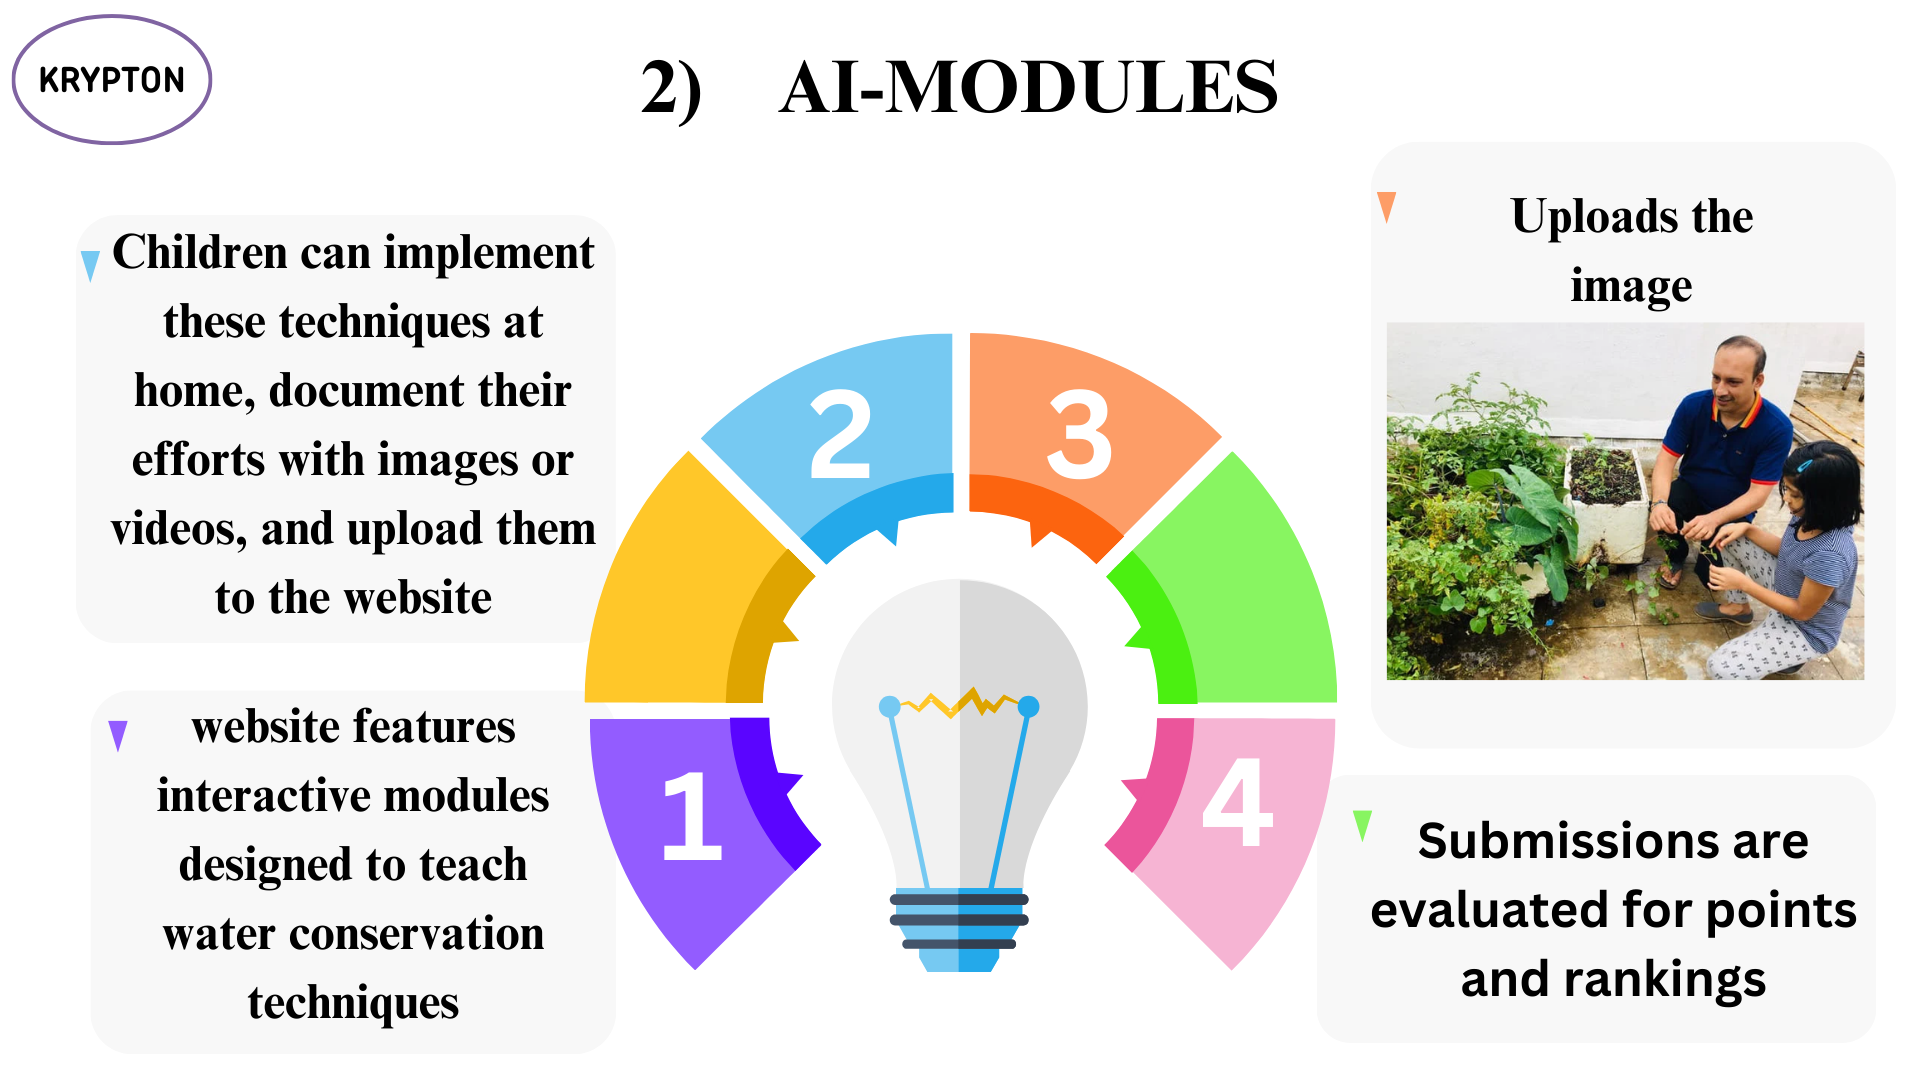 KRYPTON
2) AI-MODULES
Children can implement
these techniques at
home, document their
efforts with images or
videos, and upload them
to the website
website features
interactive modules
designed to teach
water conservation
techniques
1
2
3
4
Uploads the
image
Submissions are
evaluated for points
and rankings